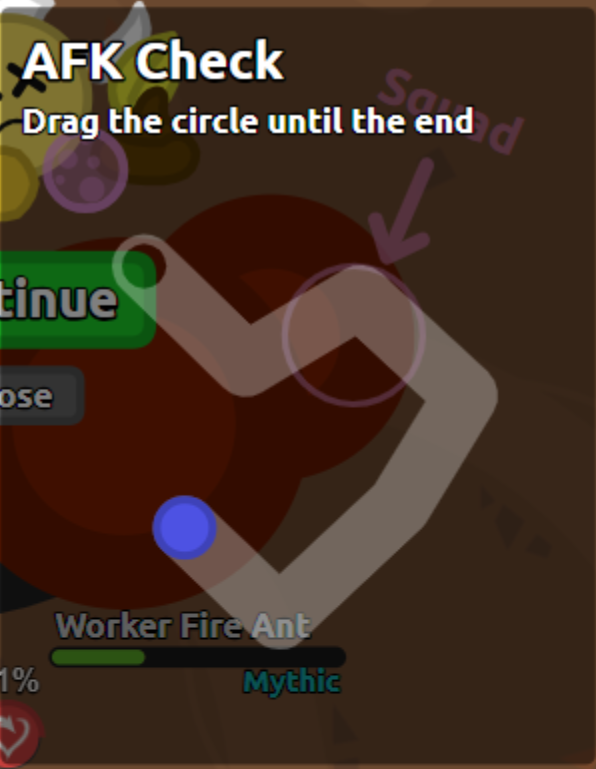 AFK Check
Drag the circle until the end
Squad
tinue
ose
Worker Fire Ant
1%
Mythic